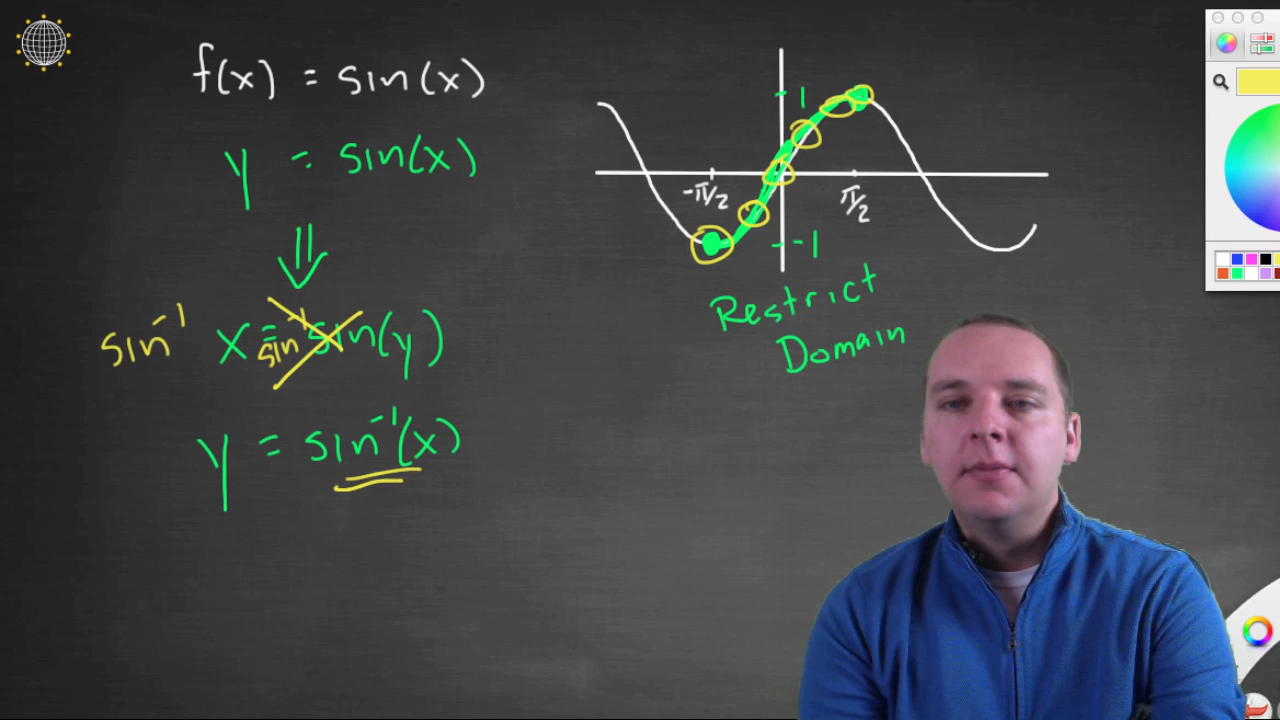 f(x) = sin(x)
y = sin(x)
sin⁻¹ x = sin⁻¹ sin(y)
y = sin⁻¹(x)
1
-π/2
π/2
-1
Restrict
Domain